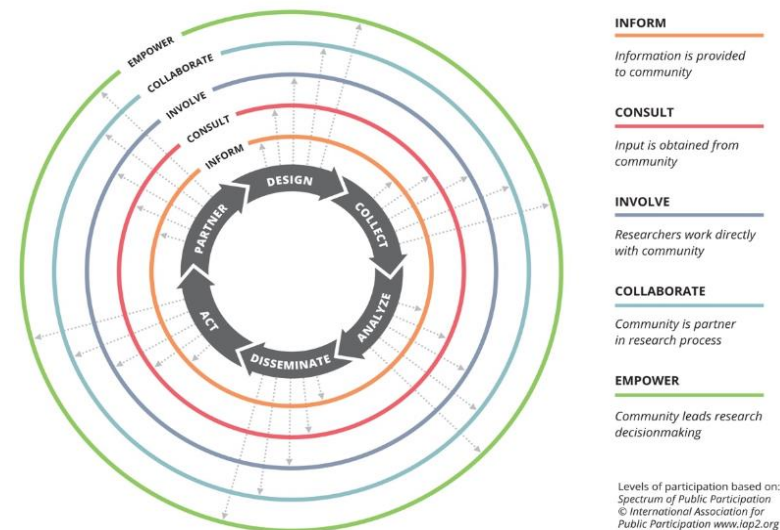 EMPOWER
COLLABORATE
INVOLVE
CONSULT
INFORM
DESIGN
COLLECT
ANALYZE
DISSEMINATE
ACT
PARTNER
INFORM
Information is provided
to community
CONSULT
Input is obtained from
community
INVOLVE
Researchers work directly
with community
COLLABORATE
Community is partner
in research process
EMPOWER
Community leads research
decisionmaking
Levels of participation based on:
Spectrum of Public Participation
© International Association for
Public Participation www.iap2.org